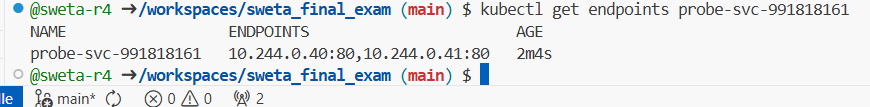 @sweta-r4 ➜/workspaces/sweta_final_exam (main) $ kubectl get endpoints probe-svc-991818161
NAME ENDPOINTS AGE
probe-svc-991818161 10.244.0.40:80,10.244.0.41:80 2m4s
@sweta-r4 ➜/workspaces/sweta_final_exam (main) $
main* 0 0 2